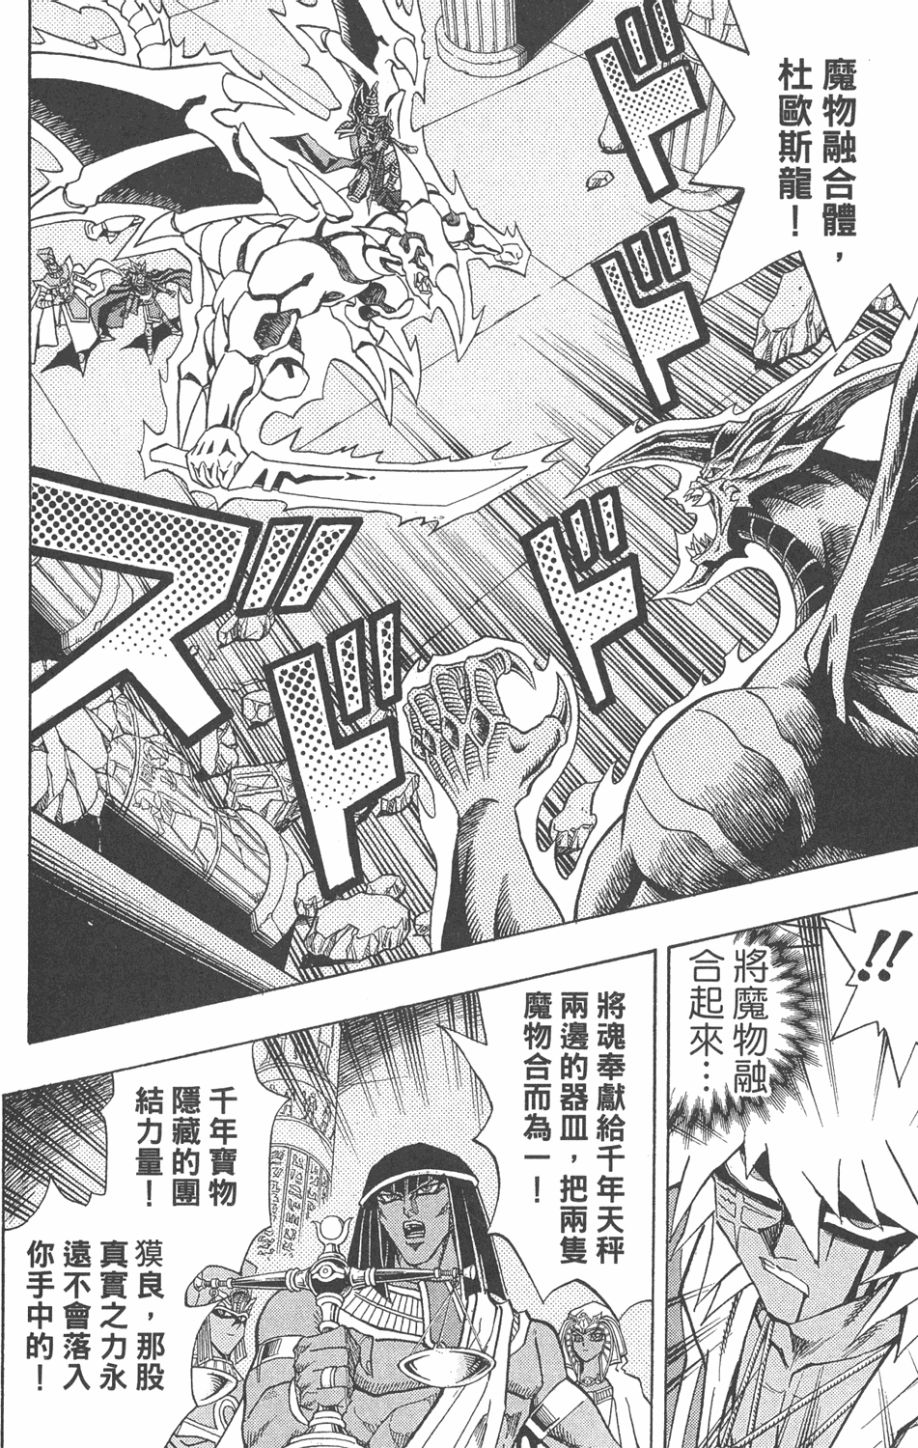 魔物融合體，
杜歐斯龍！
ド
ド
ド
ド
ズ
!!
將魔物融
合起來…
將魂奉獻給千年天秤
兩邊的器皿，把兩隻
魔物合而為一！
千年寶物
隱藏的團
結力量！
獏良，那股
真實之力永
遠不會落入
你手中的！